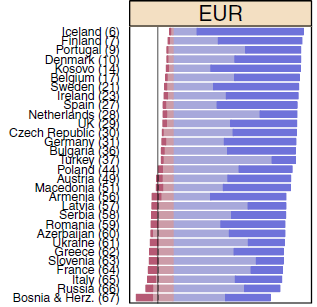 EUR
Iceland (6)
Finland (7)
Portugal (9)
Denmark (10)
Kosovo (14)
Belgium (17)
Sweden (21)
Ireland (23)
Spain (27)
Netherlands (28)
UK (29)
Czech Republic (30)
Germany (31)
Bulgaria (36)
Turkey (37)
Poland (44)
Austria (49)
Macedonia (51)
Armenia (56)
Latvia (57)
Serbia (58)
Romania (59)
Azerbaijan (60)
Ukraine (61)
Greece (62)
Slovenia (63)
France (64)
Italy (65)
Russia (66)
Bosnia & Herz. (67)